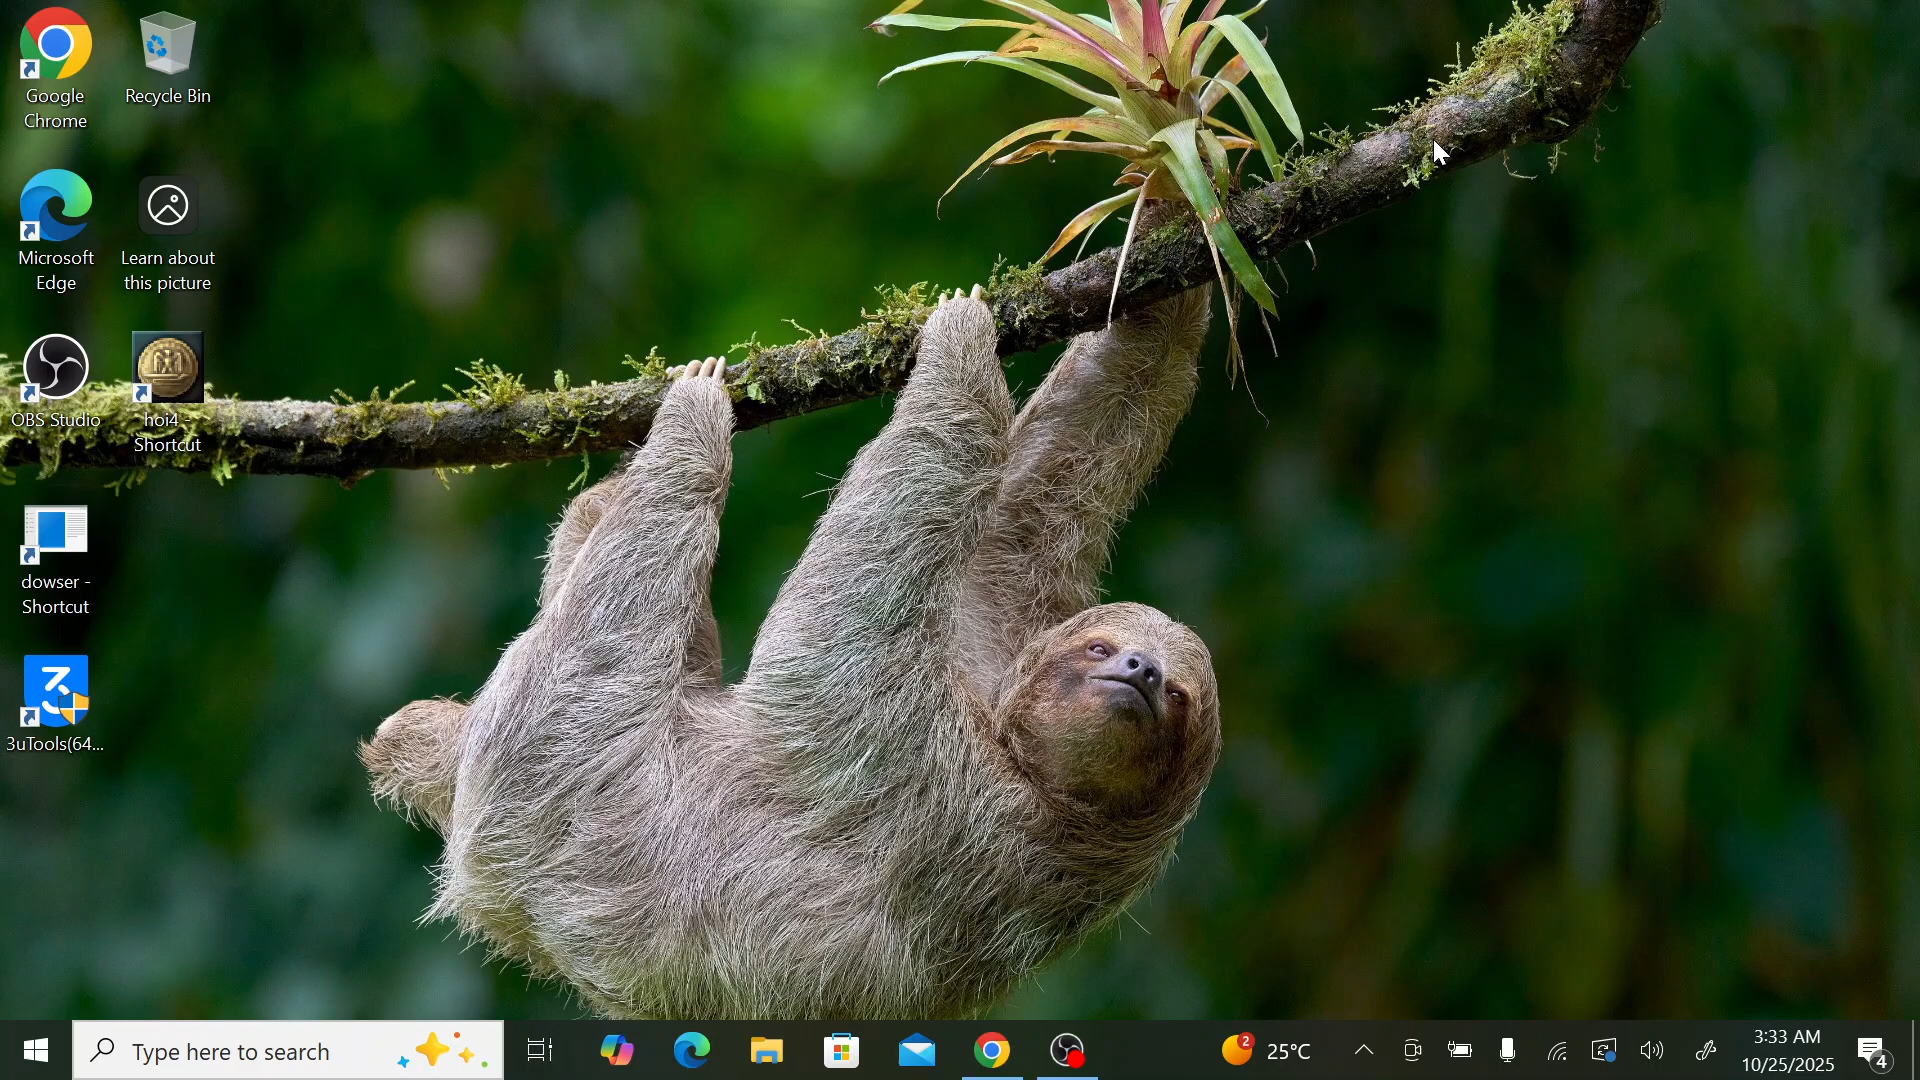 Google
Chrome
Recycle Bin
Microsoft
Edge
Learn about
this picture
OBS Studio
hoi4 -
Shortcut
dowser -
Shortcut
3uTools(64...
Type here to search
2
25°C
3:33 AM
10/25/2025
4